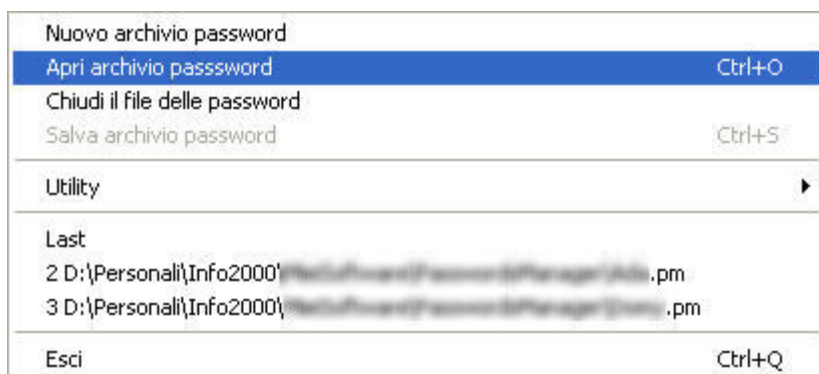 Nuovo archivio password
Apri archivio passsword Ctrl+O
Chiudi il file delle password
Salva archivio password Ctrl+S
Utility
Last
2 D:\Personali\Info2000\ .pm
3 D:\Personali\Info2000\ .pm
Esci Ctrl+Q